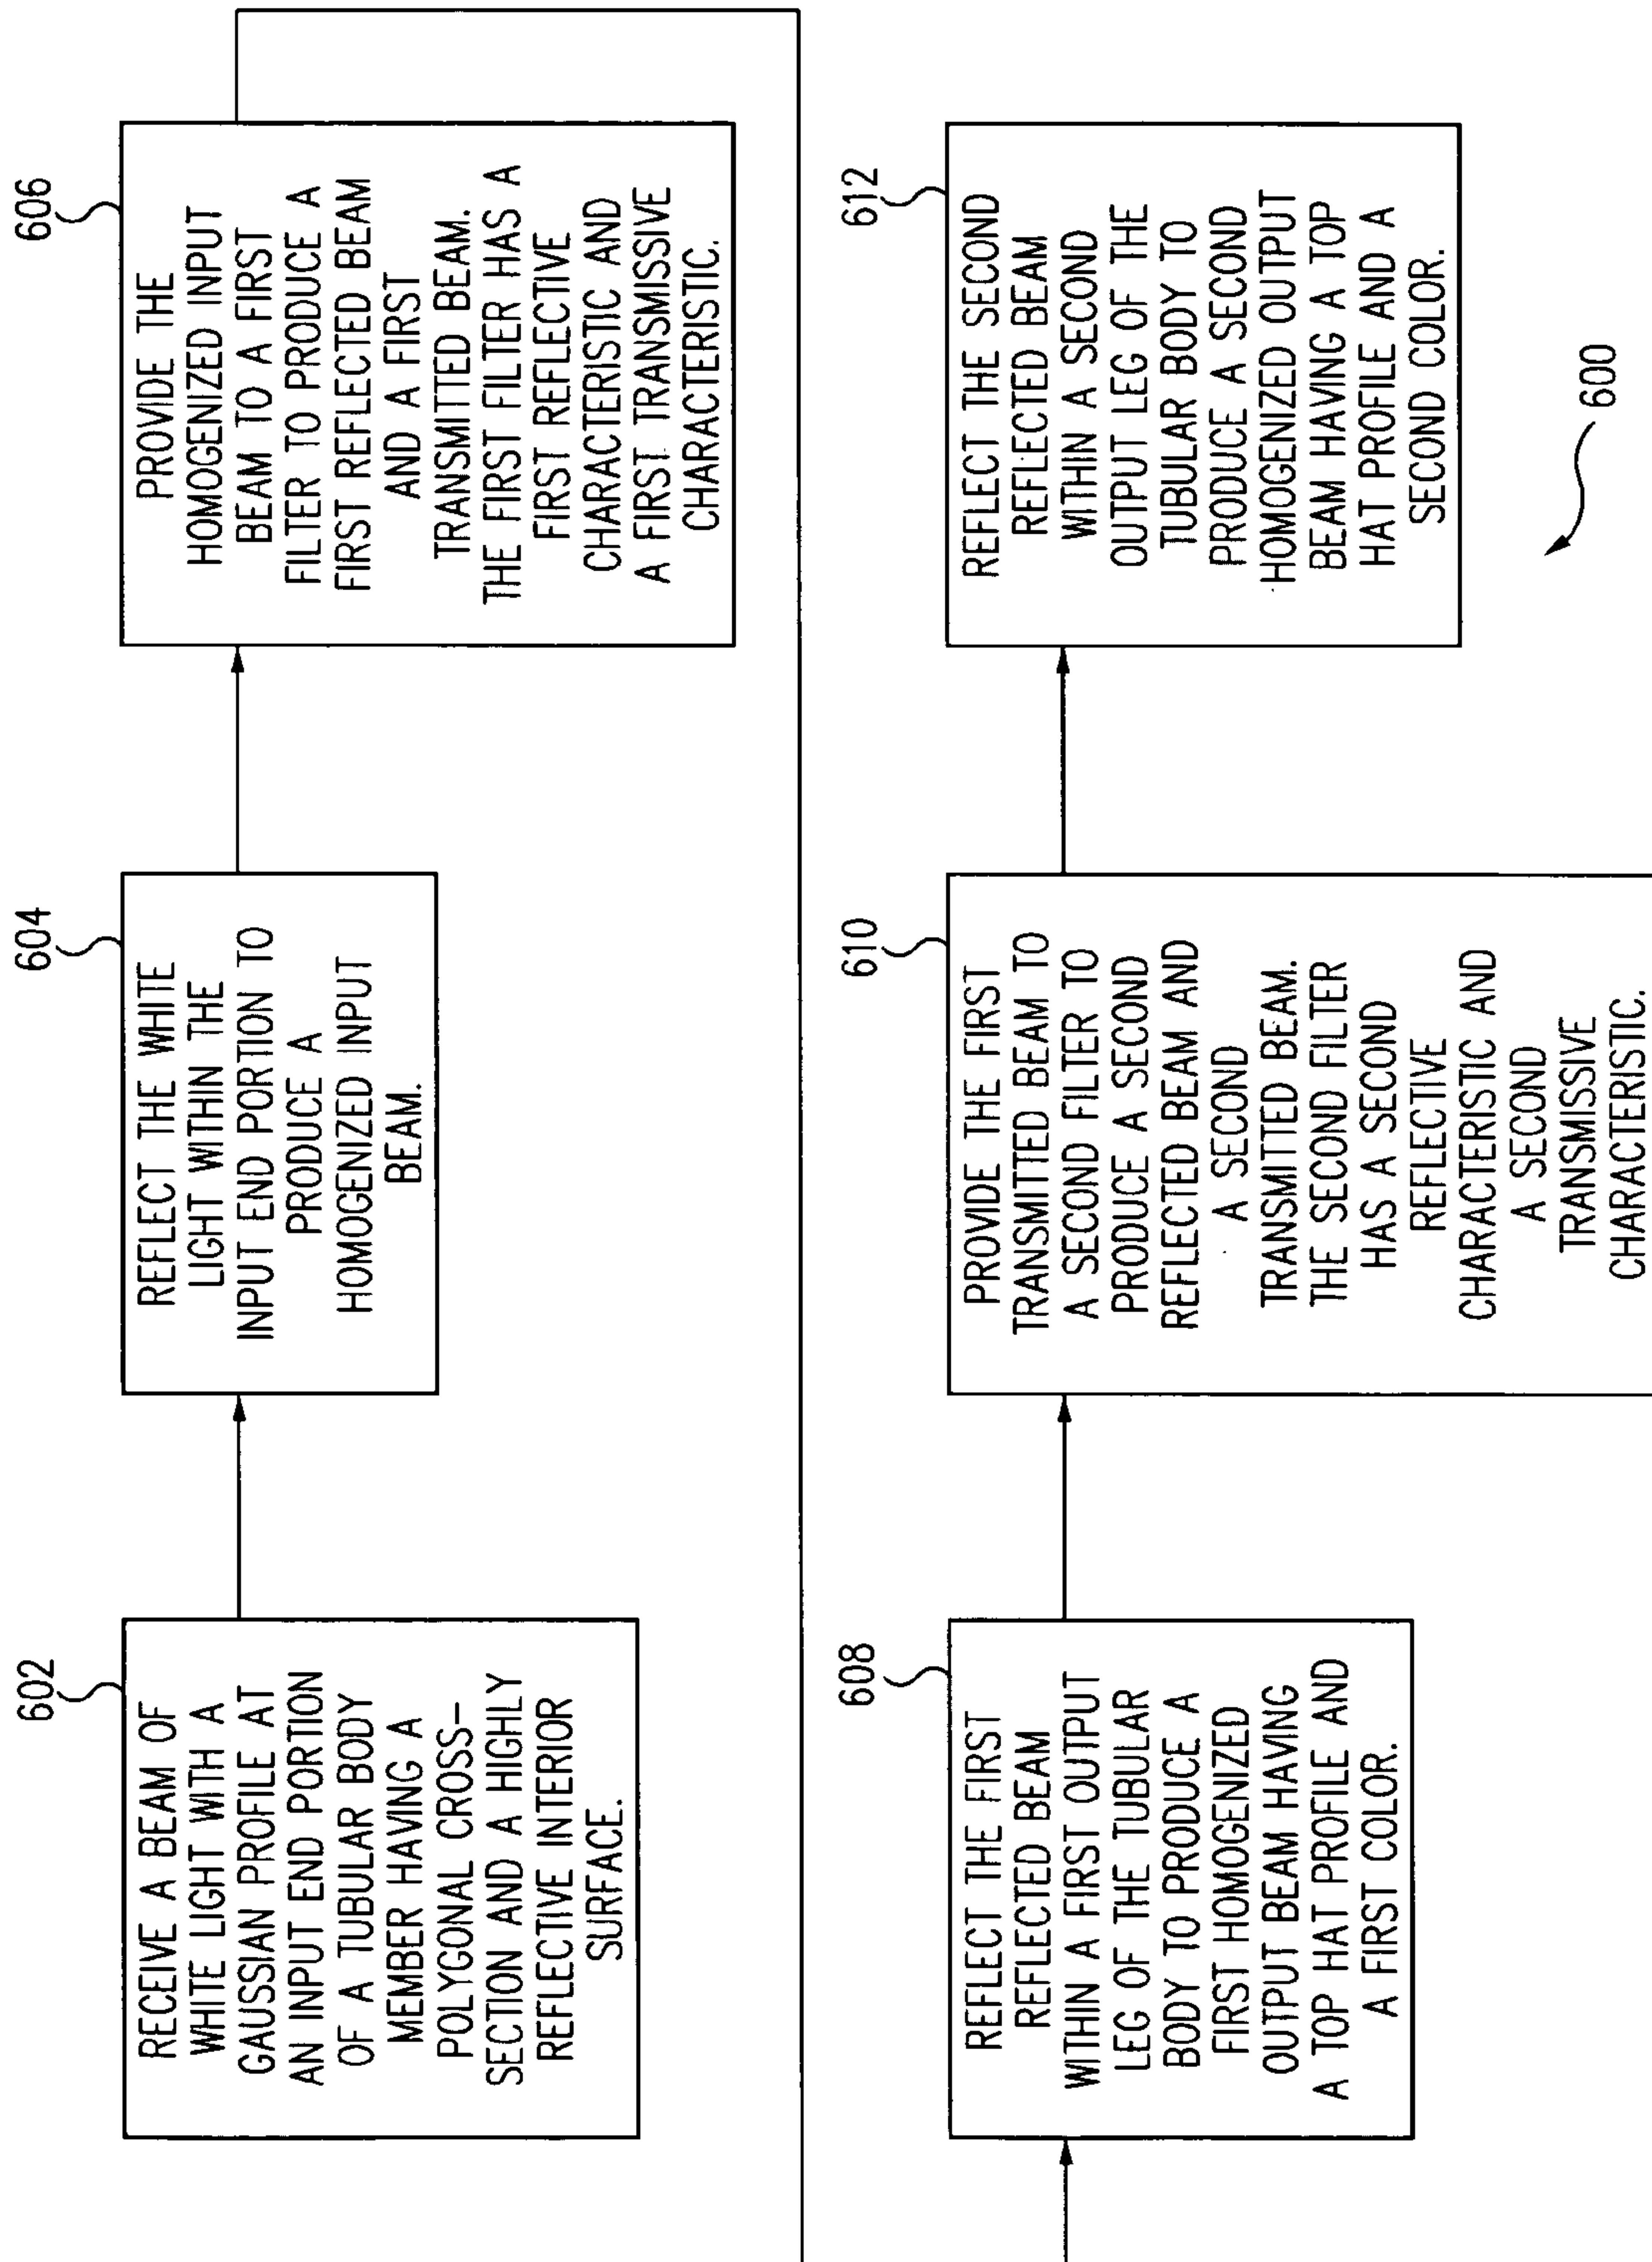 602
RECEIVE A BEAM OF
WHITE LIGHT WITH A
GAUSSIAN PROFILE AT
AN INPUT END PORTION
OF A TUBULAR BODY
MEMBER HAVING A
POLYGONAL CROSS-
SECTION AND A HIGHLY
REFLECTIVE INTERIOR
SURFACE.
604
REFLECT THE WHITE
LIGHT WITHIN THE
INPUT END PORTION TO
PRODUCE A
HOMOGENIZED INPUT
BEAM.
606
PROVIDE THE
HOMOGENIZED INPUT
BEAM TO A FIRST
FILTER TO PRODUCE A
FIRST REFLECTED BEAM
AND A FIRST
TRANSMITTED BEAM.
THE FIRST FILTER HAS A
FIRST REFLECTIVE
CHARACTERISTIC AND
A FIRST TRANSMISSIVE
CHARACTERISTIC.
608
REFLECT THE FIRST
REFLECTED BEAM
WITHIN A FIRST OUTPUT
LEG OF THE TUBULAR
BODY TO PRODUCE A
FIRST HOMOGENIZED
OUTPUT BEAM HAVING
A TOP HAT PROFILE AND
A FIRST COLOR.
610
PROVIDE THE FIRST
TRANSMITTED BEAM TO
A SECOND FILTER TO
PRODUCE A SECOND
REFLECTED BEAM AND
A SECOND
TRANSMITTED BEAM.
THE SECOND FILTER
HAS A SECOND
REFLECTIVE
CHARACTERISTIC AND
A SECOND
TRANSMISSIVE
CHARACTERISTIC.
612
REFLECT THE SECOND
REFLECTED BEAM
WITHIN A SECOND
OUTPUT LEG OF THE
TUBULAR BODY TO
PRODUCE A SECOND
HOMOGENIZED OUTPUT
BEAM HAVING A TOP
HAT PROFILE AND A
SECOND COLOR.
600